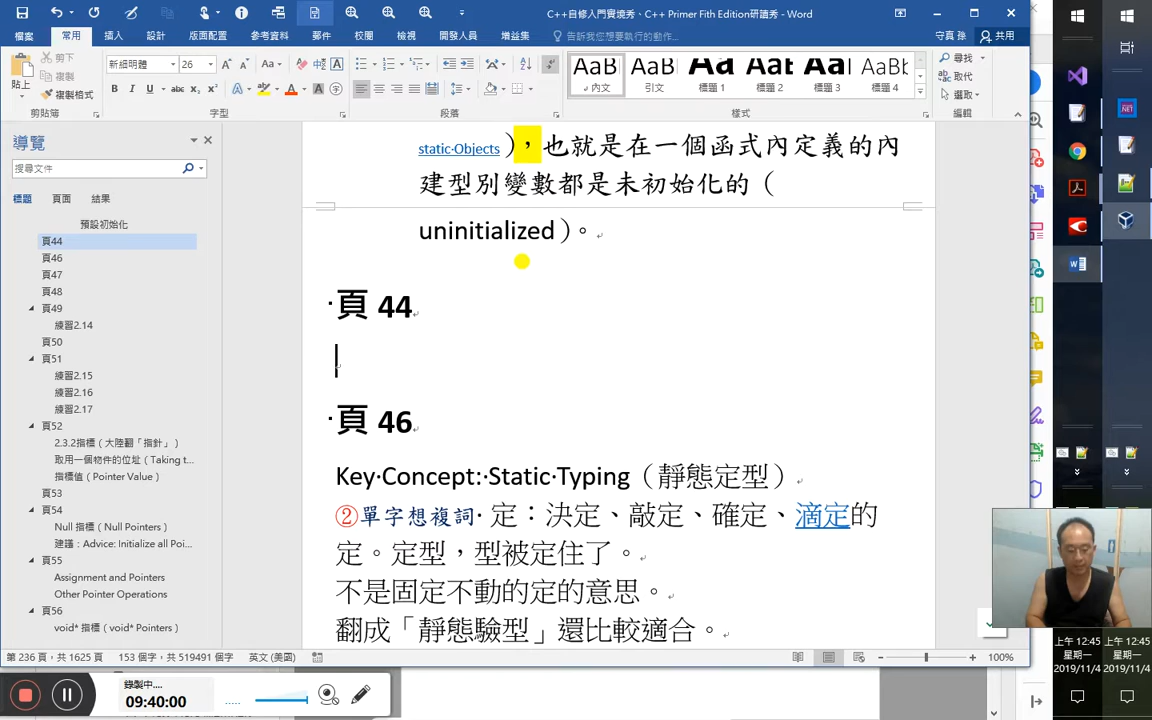 C++自修入門實境秀、C++ Primer Fith Edition研讀秀 - Word
檔案 常用 插入 設計 版面配置 參考資料 郵件 校閱 檢視 開發人員 增益集 告訴我您想要執行的動作... 守真 孫 共用
貼上 剪下 複製 複製格式 剪貼簿
新細明體 26 字型 段落
AaB 內文 AaBb 引文 AaB 標題 1 AaB 標題 2 AaB 標題 3 AaBb 標題 4 樣式
尋找 取代 選取 編輯
導覽
搜尋文件
標題 頁面 結果
預設初始化
頁44
頁46
頁47
頁48
頁49
練習2.14
頁50
頁51
練習2.15
練習2.16
練習2.17
頁52
2.3.2指標（大陸翻「指針」）
取用一個物件的位址（Taking t...
指標值（Pointer Value）
頁53
頁54
Null 指標（Null Pointers）
建議：Advice: Initialize all Poi...
頁55
Assignment and Pointers
Other Pointer Operations
頁56
void* 指標（void* Pointers）
static·Objects），也就是在一個函式內定義的內
建型別變數都是未初始化的（
uninitialized）。
頁 44
頁 46
Key·Concept:·Static·Typing（靜態定型）
②單字想複詞· 定：決定、敲定、確定、滴定的
定。定型，型被定住了。
不是固定不動的定的意思。
翻成「靜態驗型」還比較適合。
第 236 頁，共 1625 頁 153 個字，共 519491 個字 英文 (美國) 100%
錄製中...
09:40:00
上午 12:45 上午 12:45
星期一 星期一
2019/11/4 2019/11/4